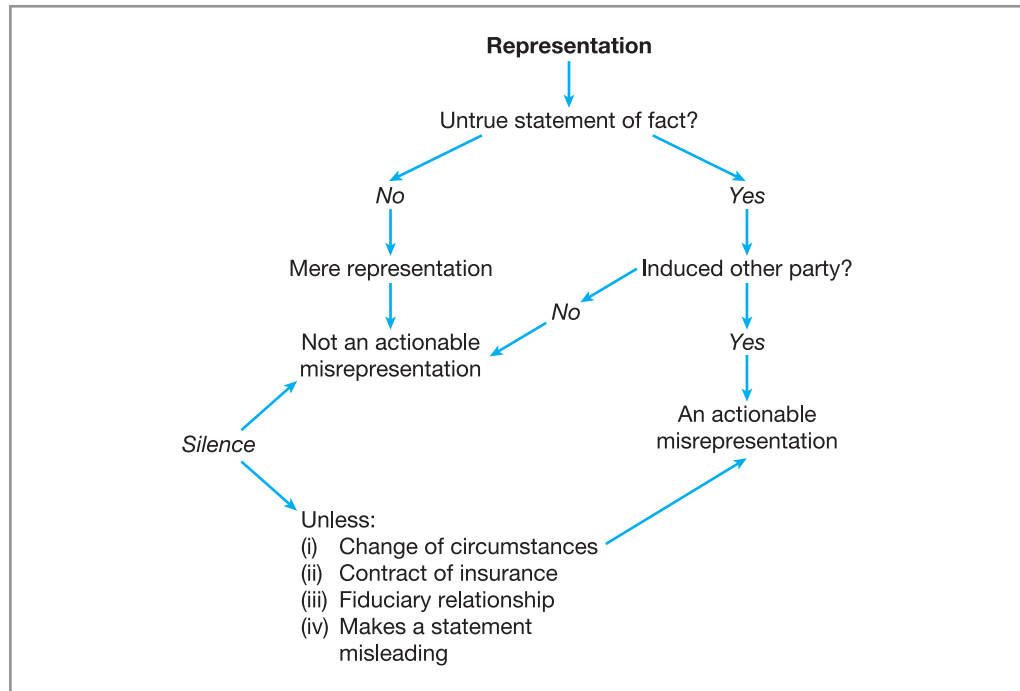 Representation
Untrue statement of fact?
No
Yes
Mere representation
Induced other party?
No
Not an actionable
misrepresentation
Yes
An actionable
misrepresentation
Silence
Unless:
(i) Change of circumstances
(ii) Contract of insurance
(iii) Fiduciary relationship
(iv) Makes a statement
misleading